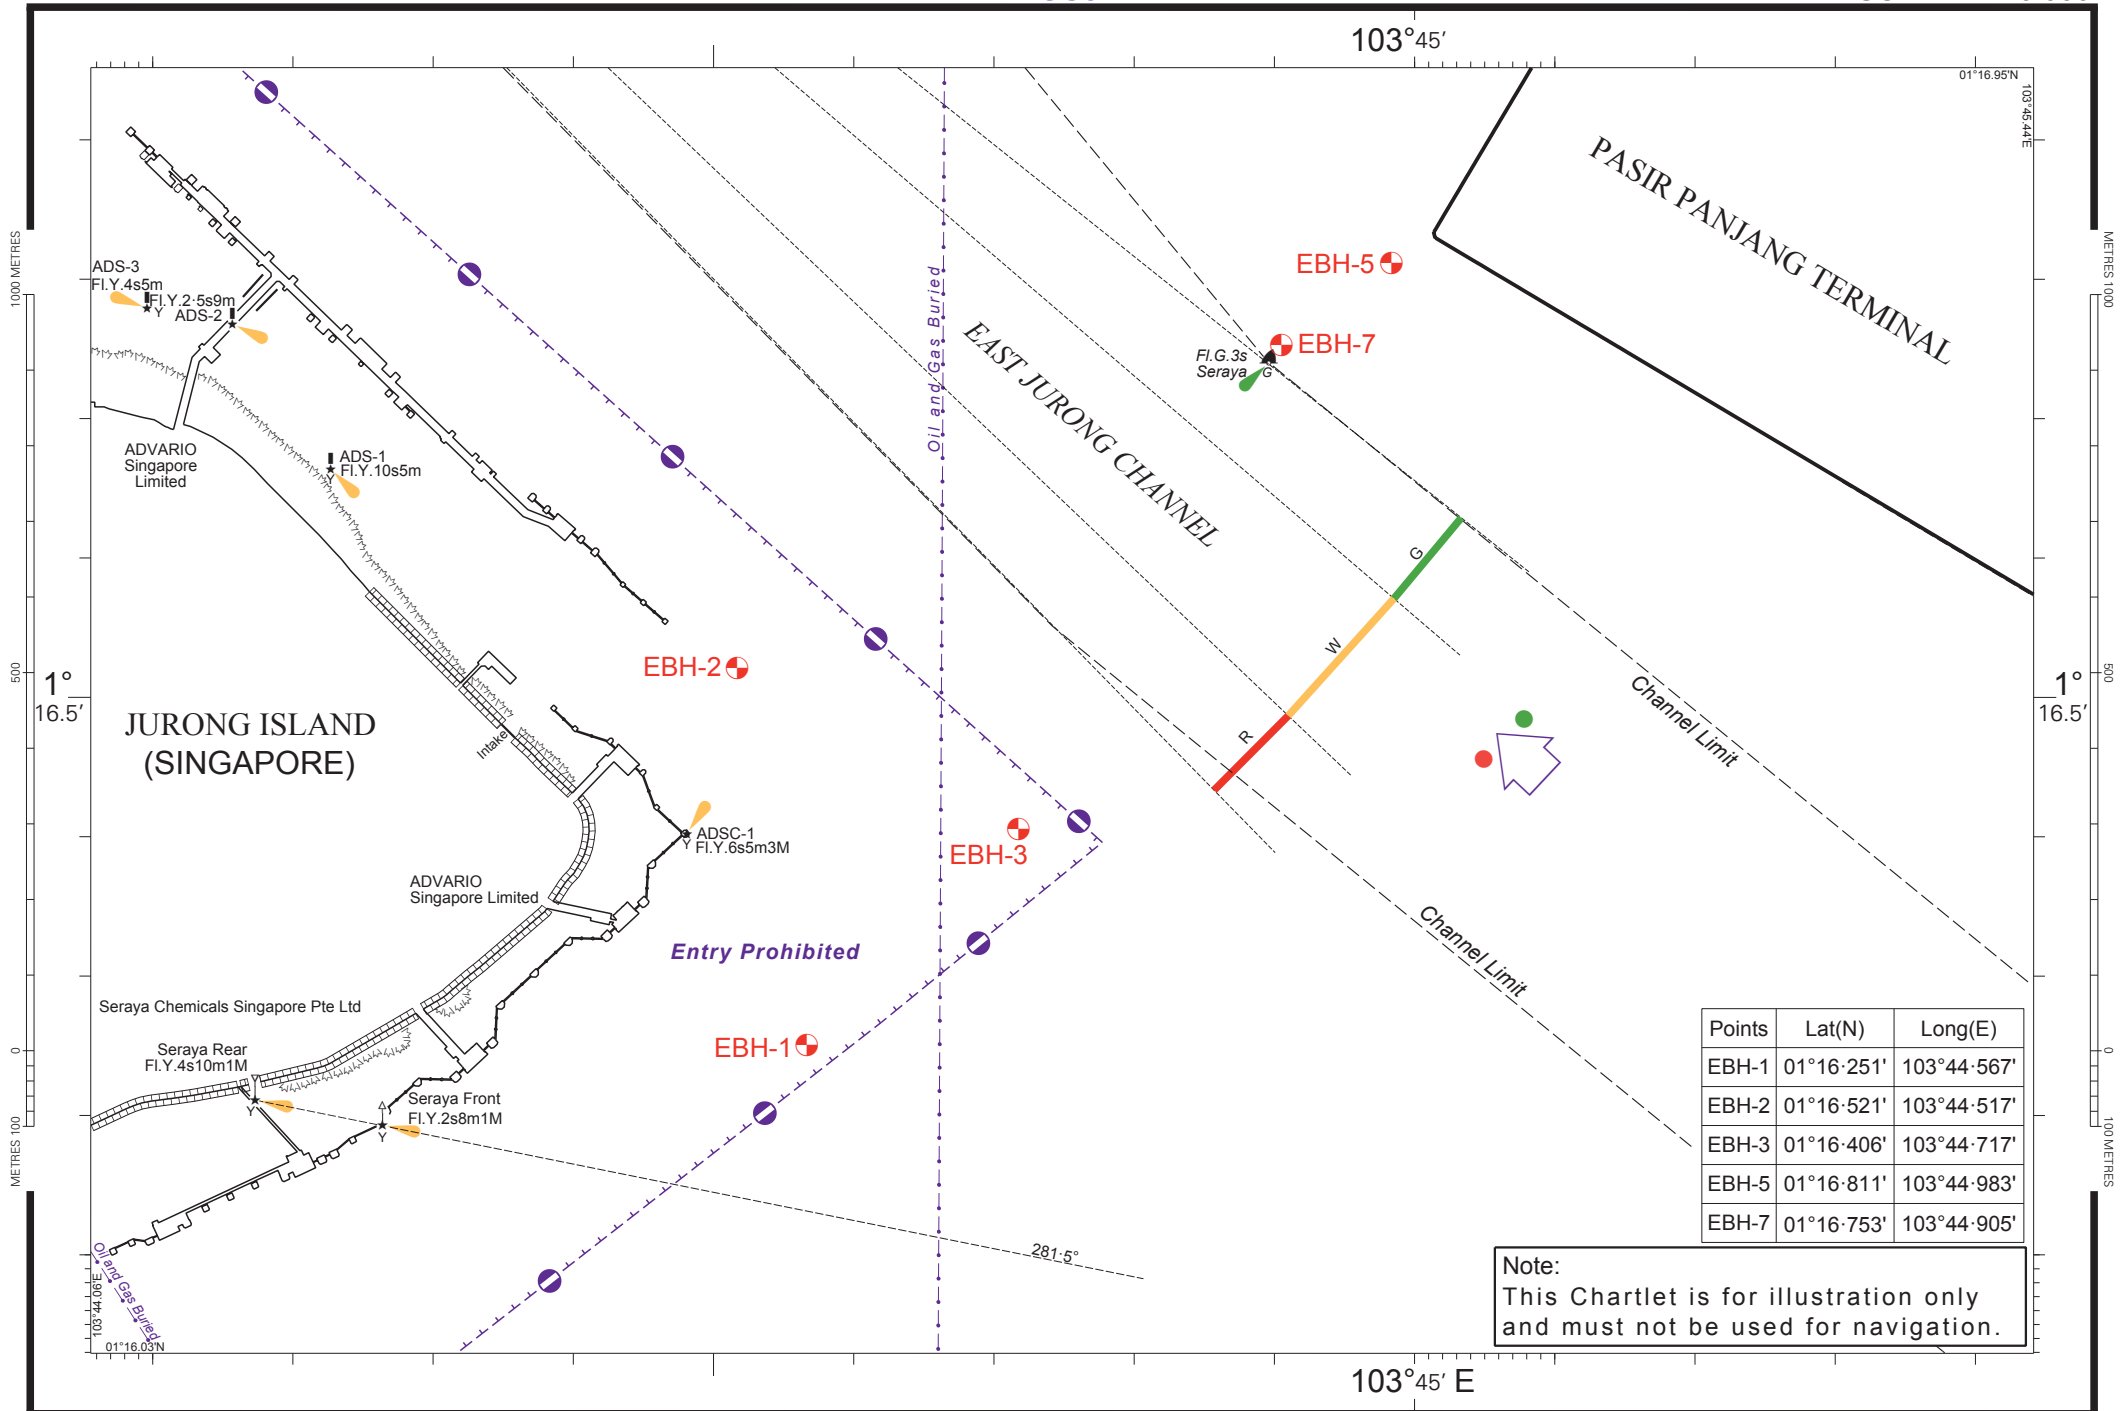 103°45′
01°16.95'N
103°45.44'E
PASIR PANJANG TERMINAL
METRES
1000 METRES
1000
ADS-3
Fl.Y.4s5m
Y
Fl.Y.2·5s9m
ADS-2
EBH-5
EBH-7
Fl.G.3s
Seraya
G
Oil and Gas Buried
EAST JURONG CHANNEL
ADVARIO
Singapore
Limited
ADS-1
Fl.Y.10s5m
Y
G
W
R
EBH-2
500
500
1°
16.5′
1°
16.5′
JURONG ISLAND
(SINGAPORE)
Intake
Channel Limit
ADSC-1
Fl.Y.6s5m3M
Y
EBH-3
ADVARIO
Singapore Limited
Channel Limit
Entry Prohibited
Seraya Chemicals Singapore Pte Ltd
EBH-1
Seraya Rear
Fl.Y.4s10m1M
Y
Seraya Front
Fl.Y.2s8m1M
Y
0
0
METRES 100
100 METRES
Points Lat(N) Long(E)
EBH-1 01°16·251' 103°44·567'
EBH-2 01°16·521' 103°44·517'
EBH-3 01°16·406' 103°44·717'
EBH-5 01°16·811' 103°44·983'
EBH-7 01°16·753' 103°44·905'
281·5°
Oil and Gas Buried
103°44.06'E
01°16.03'N
Note:
This Chartlet is for illustration only
and must not be used for navigation.
103°45′ E